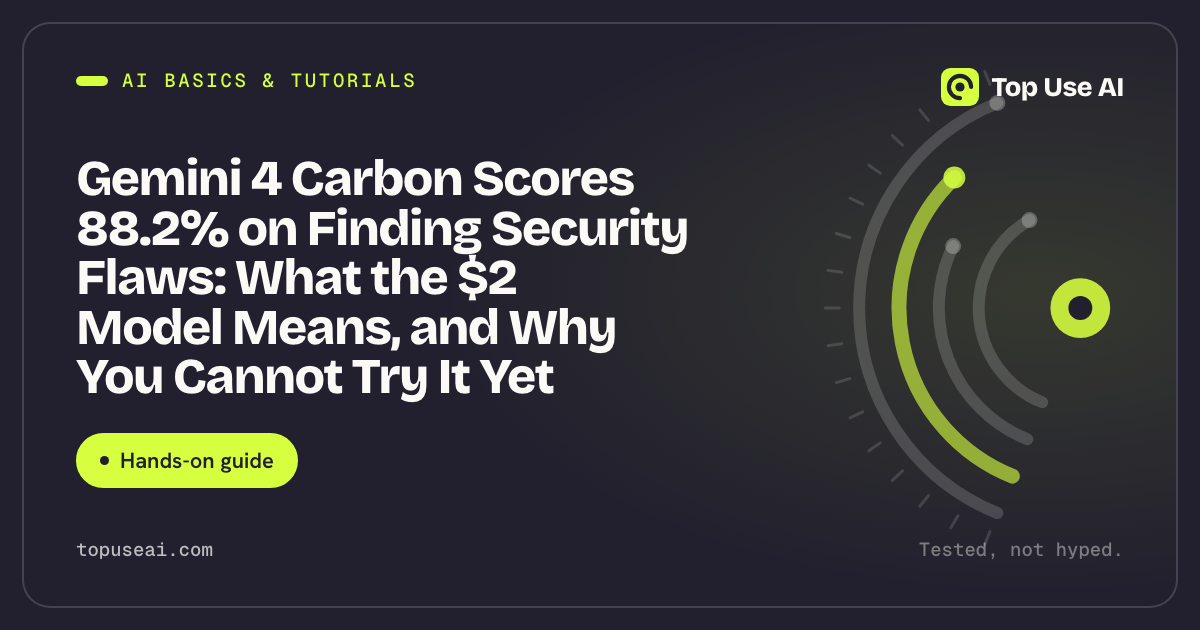 AI BASICS & TUTORIALS
Top Use AI
Gemini 4 Carbon Scores
88.2% on Finding Security
Flaws: What the $2
Model Means, and Why
You Cannot Try It Yet
Hands-on guide
topuseai.com
Tested, not hyped.